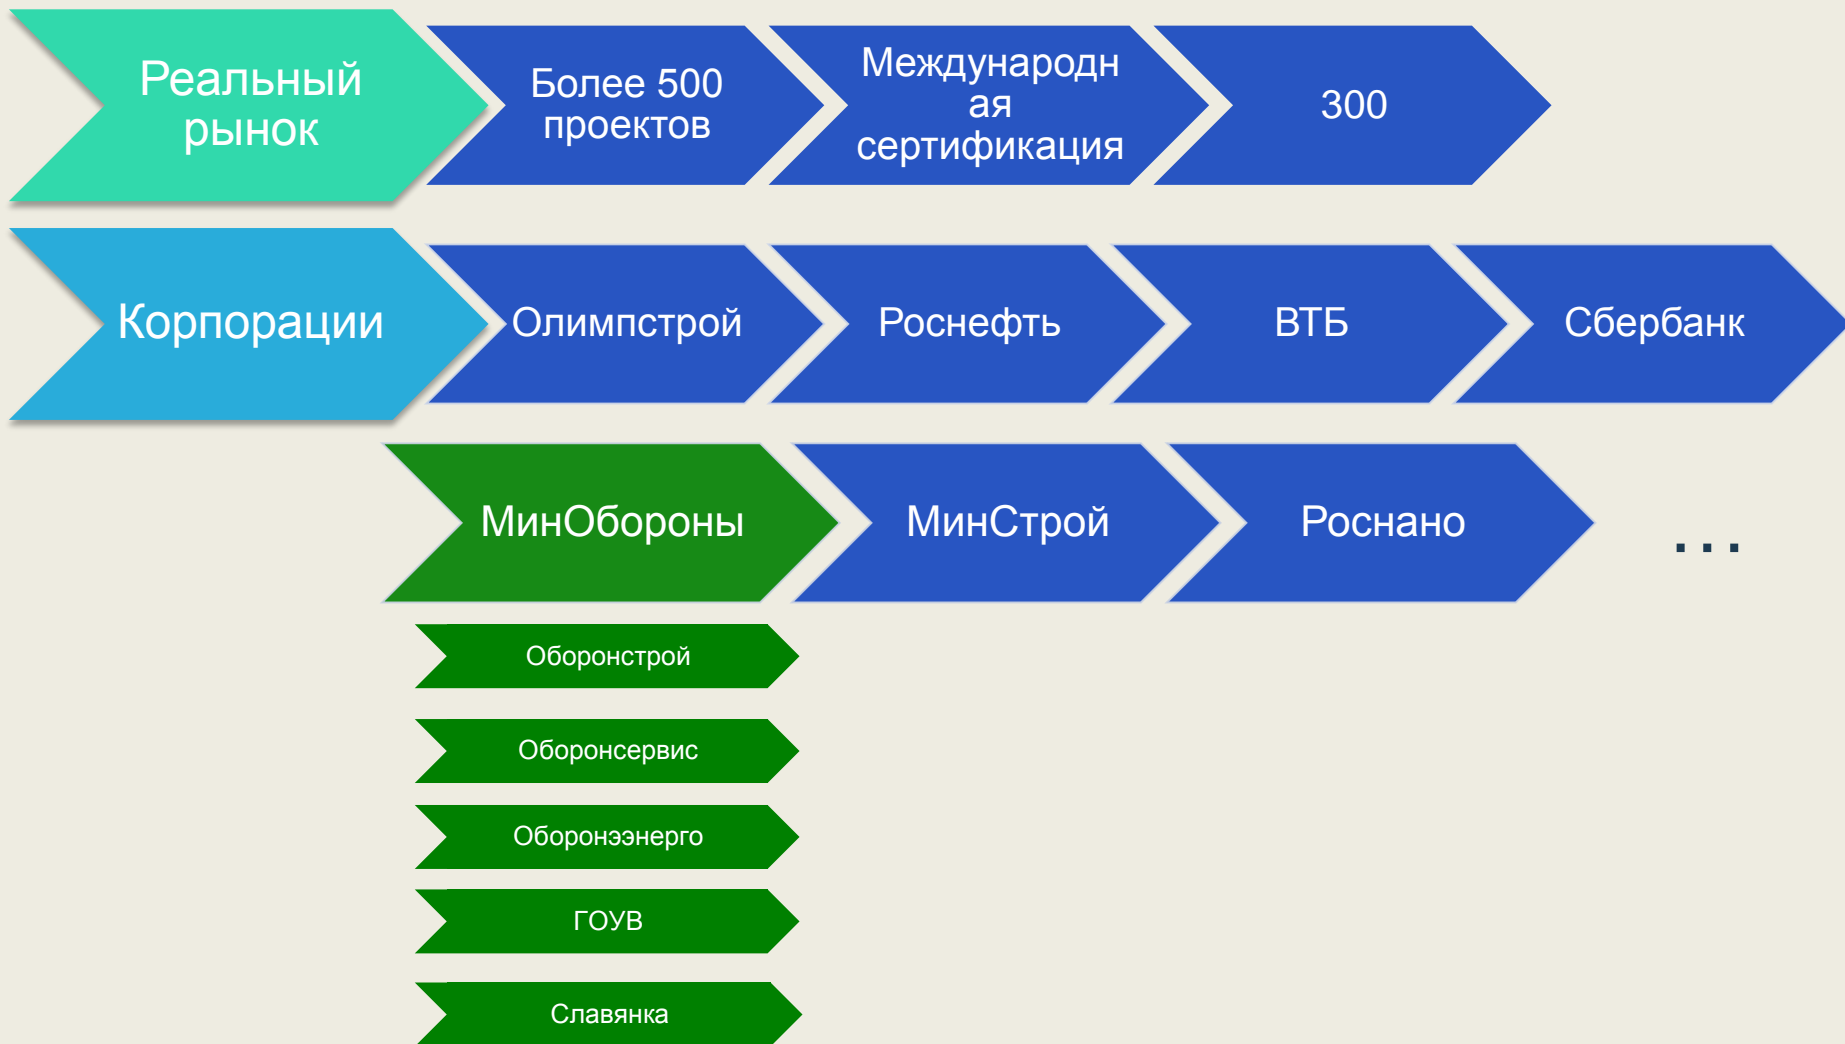 Реальный
рынок
Более 500
проектов
Международн
ая
сертификация
300
Корпорации
Олимпстрой
Роснефть
ВТБ
Сбербанк
МинОбороны
МинСтрой
Роснано
...
Оборонстрой
Оборонсервис
Оборонээнерго
ГОУВ
Славянка